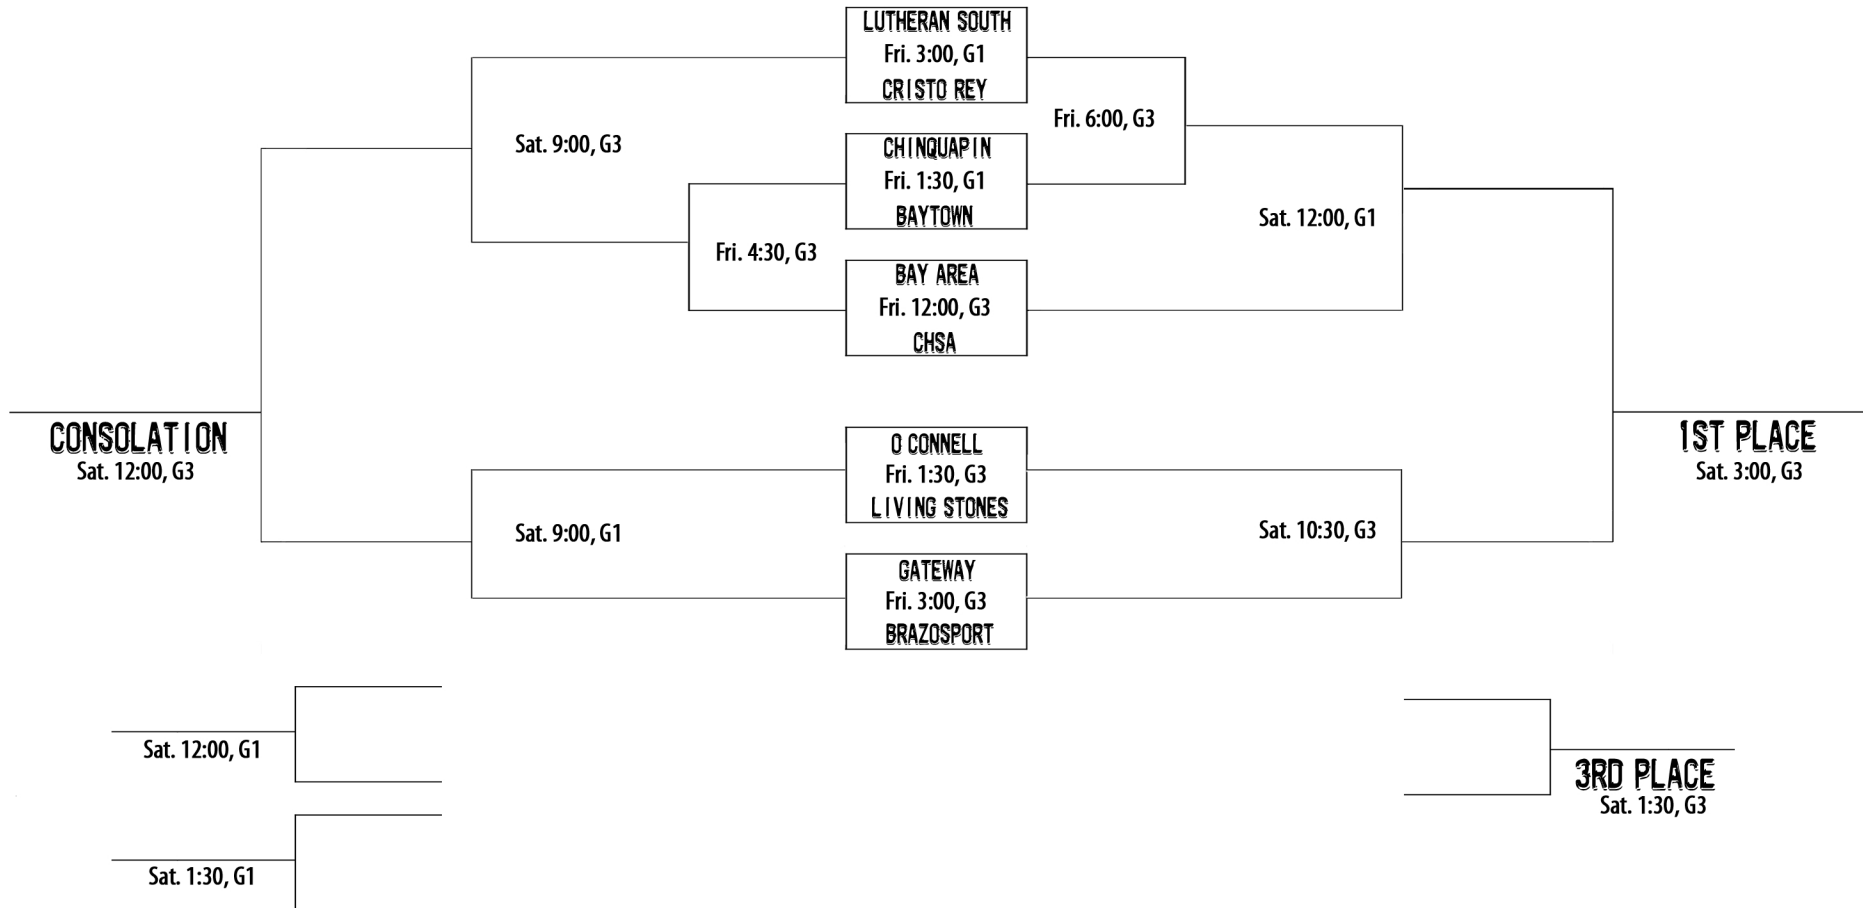 LUTHERAN SOUTH
Fri. 3:00, G1
CRISTO REY
Fri. 6:00, G3
Sat. 9:00, G3
CHINQUAPIN
Fri. 1:30, G1
BAYTOWN
Sat. 12:00, G1
Fri. 4:30, G3
BAY AREA
Fri. 12:00, G3
CHSA
CONSOLATION
Sat. 12:00, G3
O CONNELL
Fri. 1:30, G3
LIVING STONES
1ST PLACE
Sat. 3:00, G3
Sat. 9:00, G1
Sat. 10:30, G3
GATEWAY
Fri. 3:00, G3
BRAZOSPORT
Sat. 12:00, G1
3RD PLACE
Sat. 1:30, G3
Sat. 1:30, G1